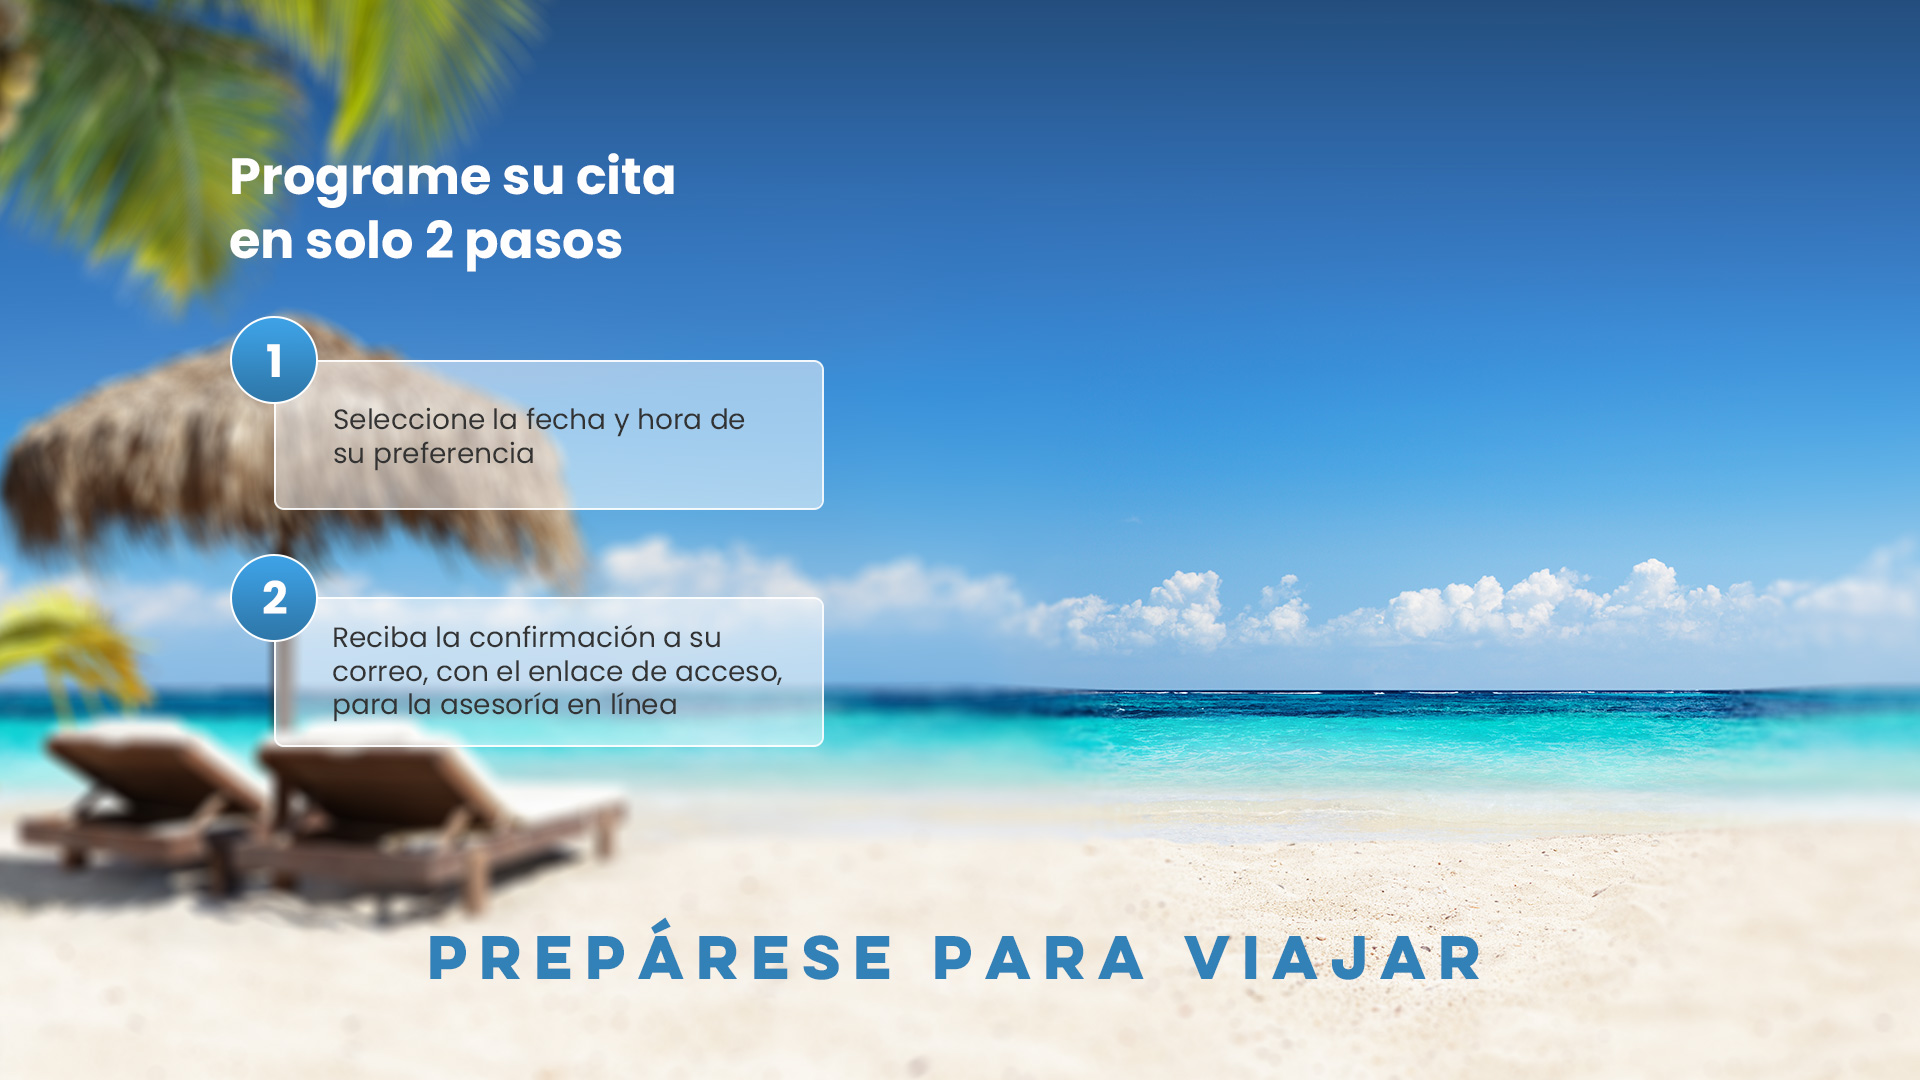 Programe su cita
en solo 2 pasos
1
Seleccione la fecha y hora de
su preferencia
2
Reciba la confirmación a su
correo, con el enlace de acceso,
para la asesoría en línea
PREPÁRESE PARA VIAJAR